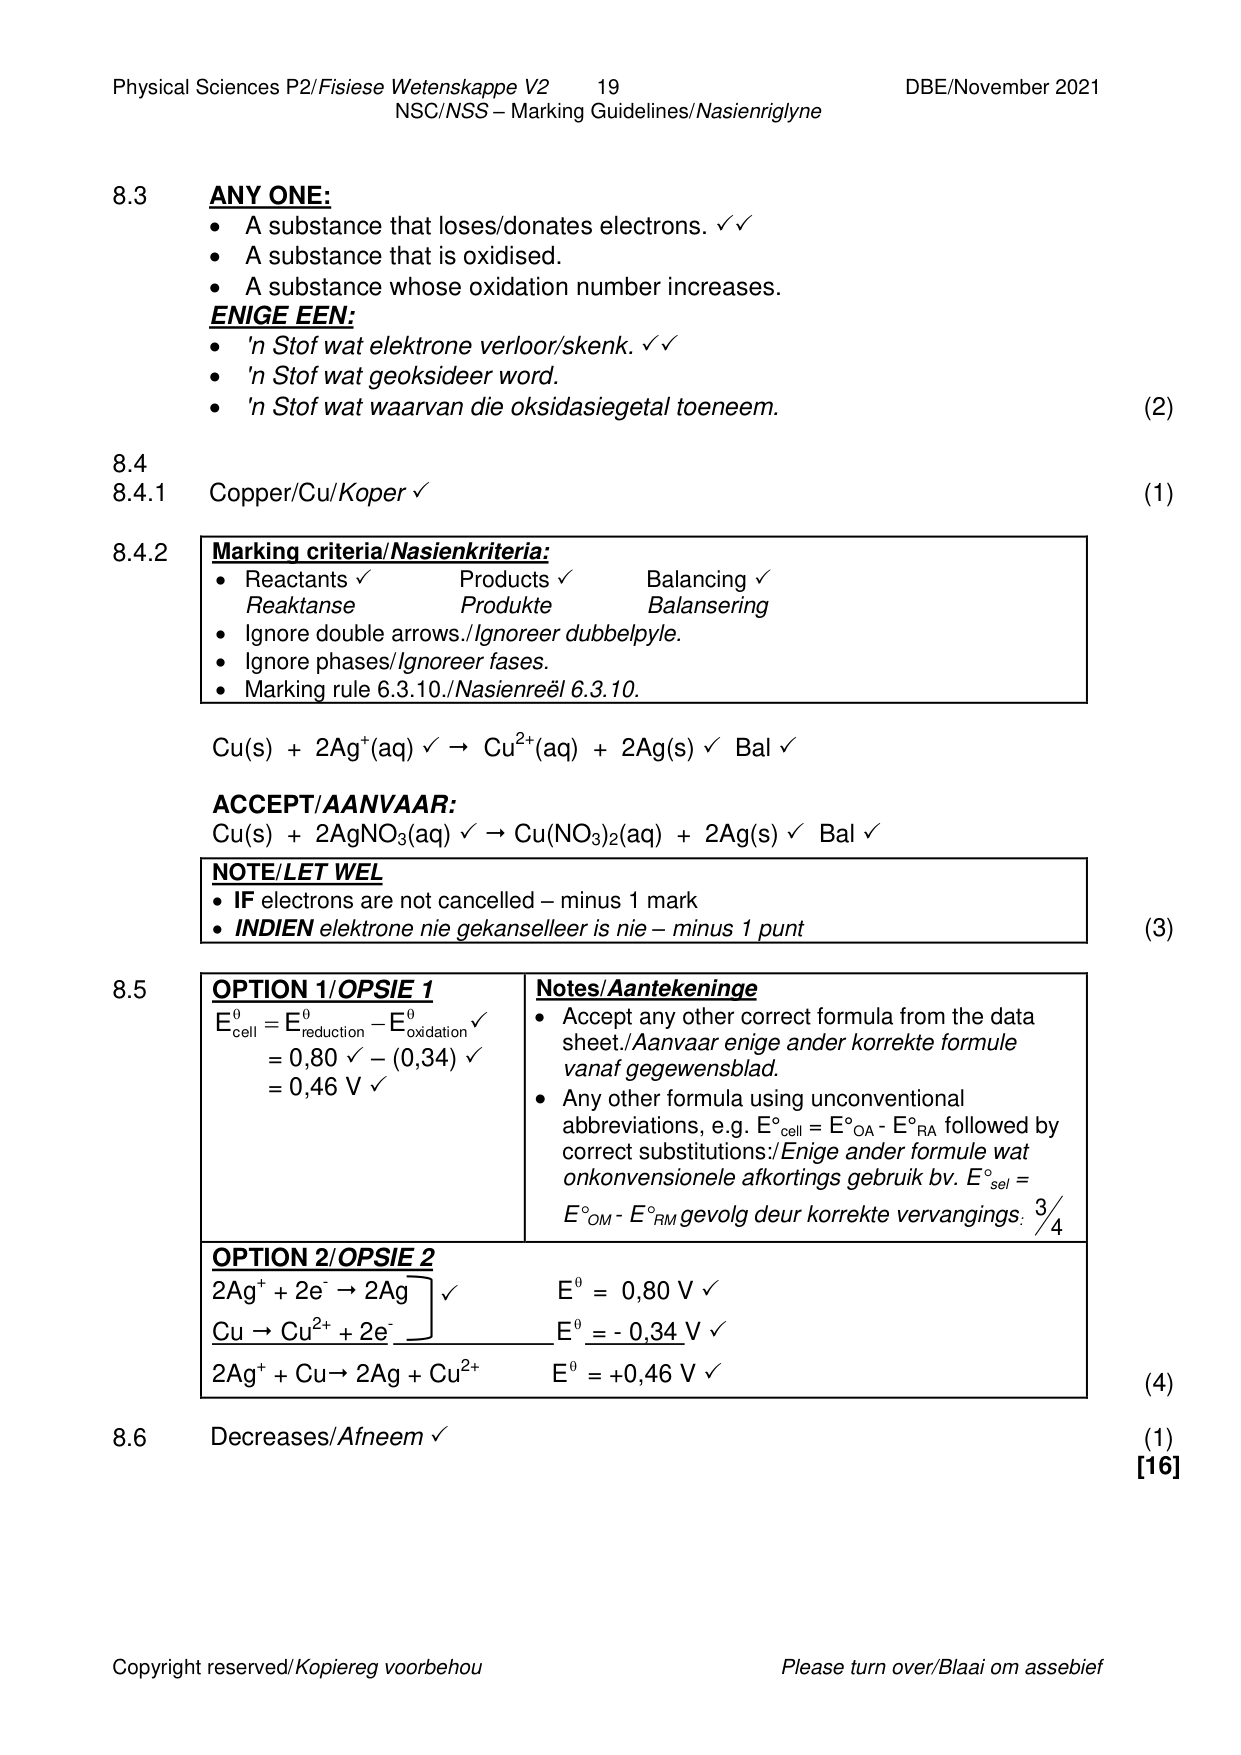 Physical Sciences P2/Fisiese Wetenskappe V2 19 DBE/November 2021
NSC/NSS – Marking Guidelines/Nasienriglyne
8.3 ANY ONE:
• A substance that loses/donates electrons. ✓✓
• A substance that is oxidised.
• A substance whose oxidation number increases.
ENIGE EEN:
• 'n Stof wat elektrone verloor/skenk. ✓✓
• 'n Stof wat geoksideer word.
• 'n Stof wat waarvan die oksidasiegetal toeneem. (2)
8.4
8.4.1 Copper/Cu/Koper ✓ (1)
8.4.2 Marking criteria/Nasienkriteria:
• Reactants ✓ Products ✓ Balancing ✓
Reaktanse Produkte Balansering
• Ignore double arrows./Ignoreer dubbelpyle.
• Ignore phases/Ignoreer fases.
• Marking rule 6.3.10./Nasienreël 6.3.10.
Cu(s) + 2Ag⁺(aq) ✓ → Cu²⁺(aq) + 2Ag(s) ✓ Bal ✓
ACCEPT/AANVAAR:
Cu(s) + 2AgNO₃(aq) ✓ → Cu(NO₃)₂(aq) + 2Ag(s) ✓ Bal ✓
NOTE/LET WEL
• IF electrons are not cancelled – minus 1 mark
• INDIEN elektrone nie gekanselleer is nie – minus 1 punt (3)
8.5 OPTION 1/OPSIE 1
E^θ_cell = E^θ_reduction − E^θ_oxidation ✓
= 0,80 ✓ – (0,34) ✓
= 0,46 V ✓
Notes/Aantekeninge
• Accept any other correct formula from the data
sheet./Aanvaar enige ander korrekte formule
vanaf gegewensblad.
• Any other formula using unconventional
abbreviations, e.g. E°cell = E°OA - E°RA followed by
correct substitutions:/Enige ander formule wat
onkonvensionele afkortings gebruik bv. E°sel =
E°OM - E°RM gevolg deur korrekte vervangings: 3/4
OPTION 2/OPSIE 2
2Ag⁺ + 2e⁻ → 2Ag ✓ E^θ = 0,80 V ✓
Cu → Cu²⁺ + 2e⁻ E^θ = - 0,34 V ✓
2Ag⁺ + Cu→ 2Ag + Cu²⁺ E^θ = +0,46 V ✓ (4)
8.6 Decreases/Afneem ✓ (1)
[16]
Copyright reserved/Kopiereg voorbehou Please turn over/Blaai om assebief